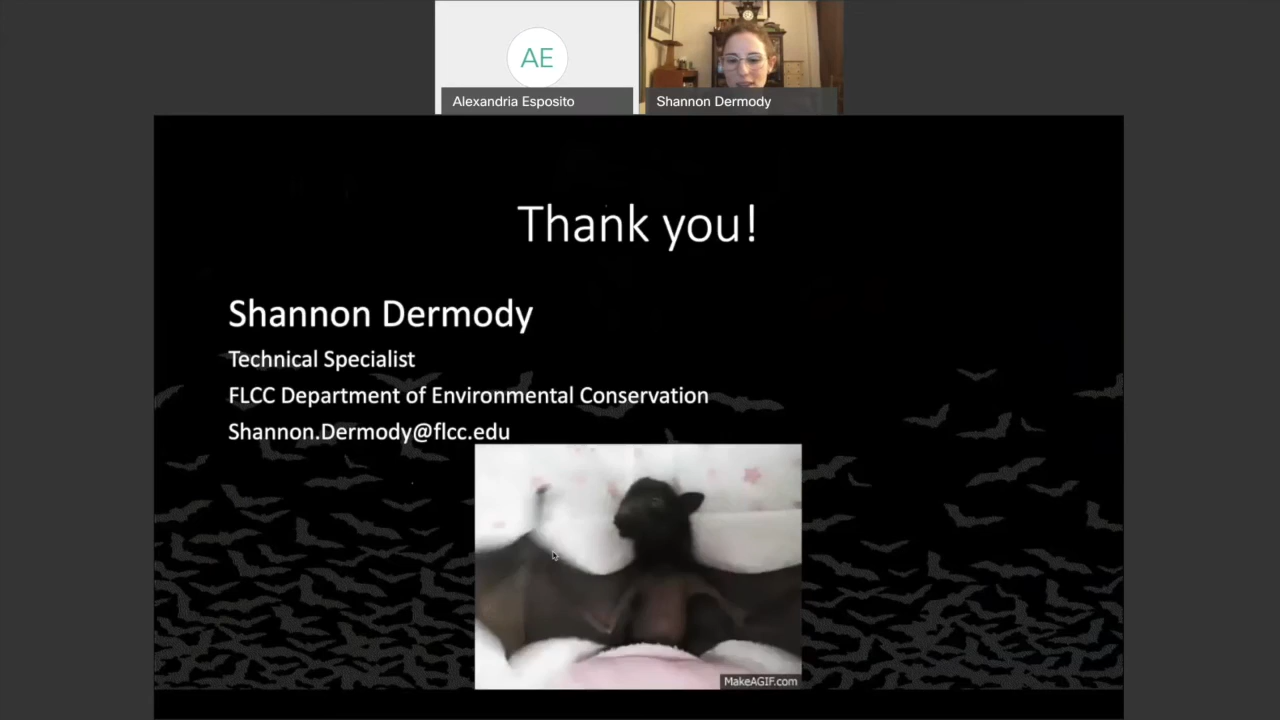 AE
Alexandria Esposito
Shannon Dermody
Thank you!
Shannon Dermody
Technical Specialist
FLCC Department of Environmental Conservation
Shannon.Dermody@flcc.edu
MakeAGIF.com